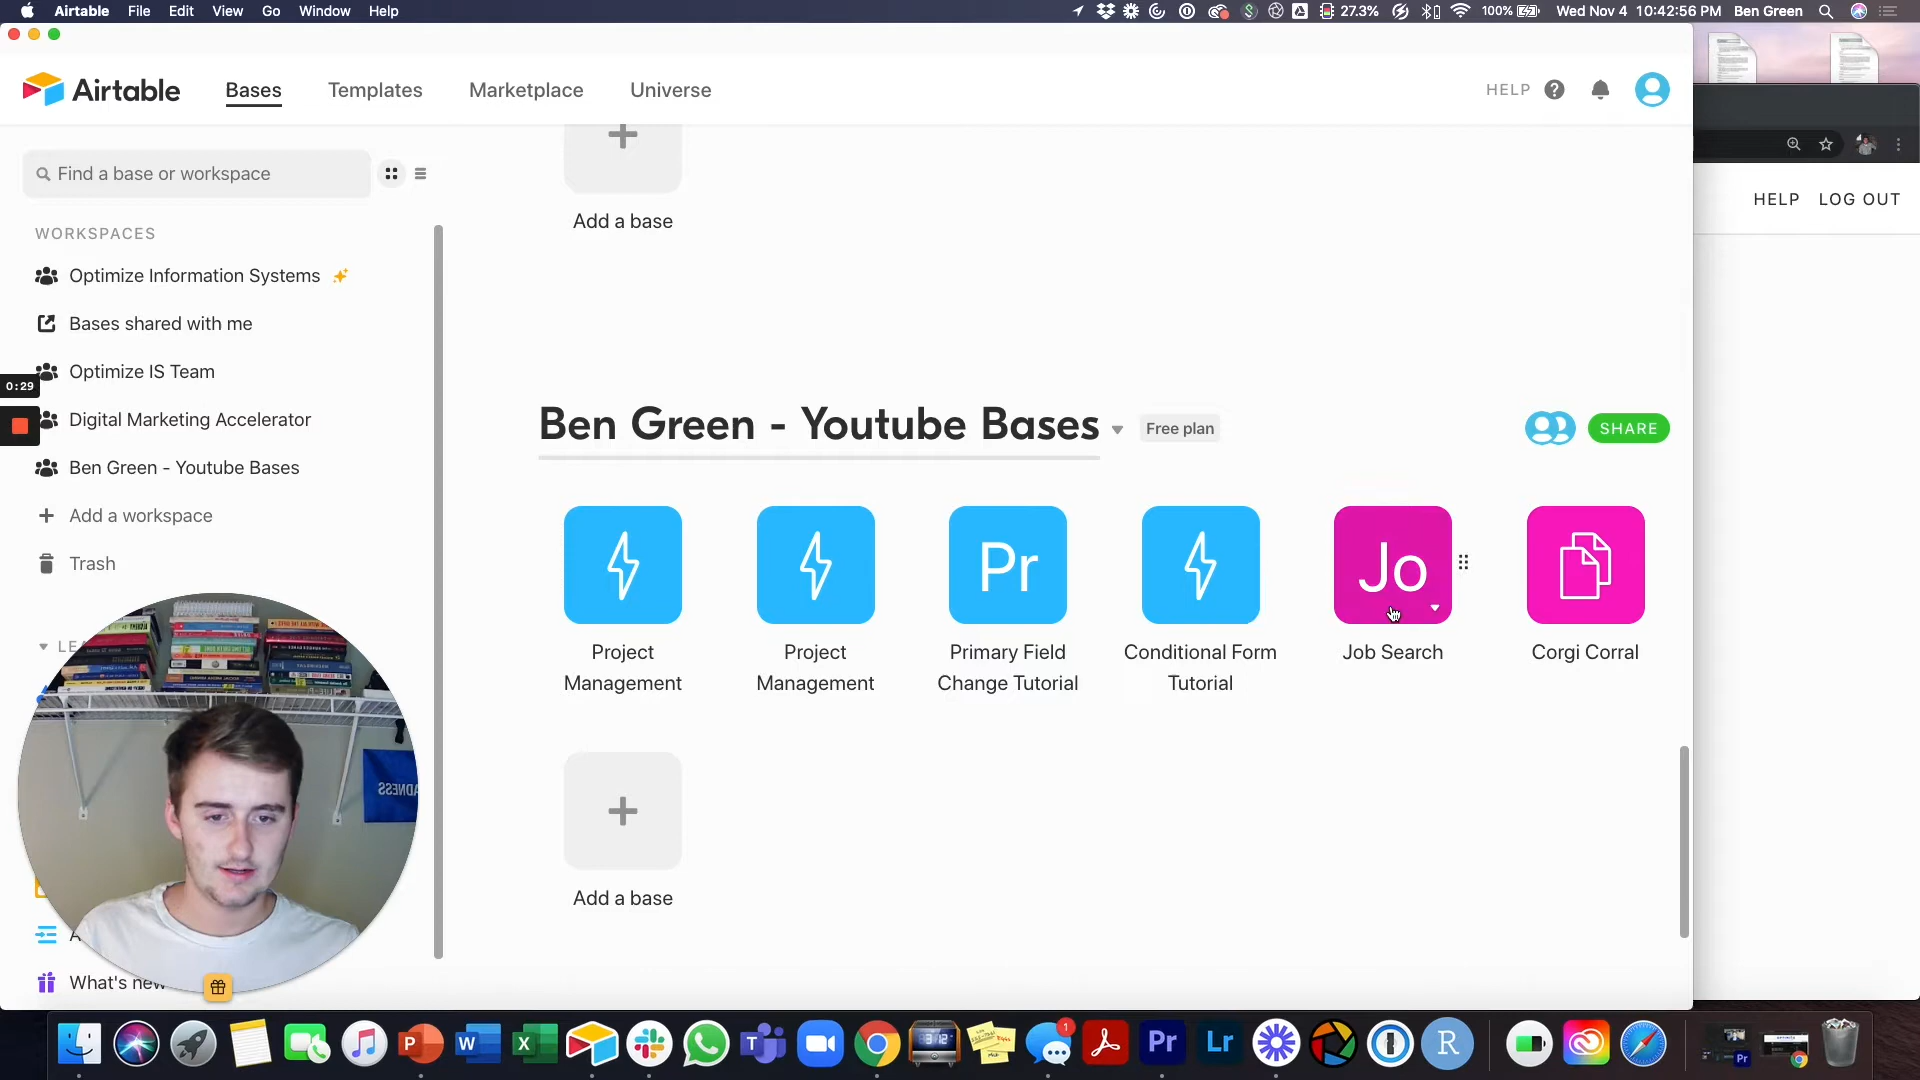 Airtable File Edit View Go Window Help
27.3% 100% Wed Nov 4 10:42:56 PM Ben Green
Airtable
Bases Templates Marketplace Universe
HELP
HELP LOG OUT
Find a base or workspace
WORKSPACES
Optimize Information Systems
Bases shared with me
Optimize IS Team
0:29
Digital Marketing Accelerator
Ben Green - Youtube Bases
Add a workspace
Trash
What's new
Add a base
Ben Green - Youtube Bases Free plan SHARE
Pr
Jo
Project Management
Project Management
Primary Field Change Tutorial
Conditional Form Tutorial
Job Search
Corgi Corral
Add a base